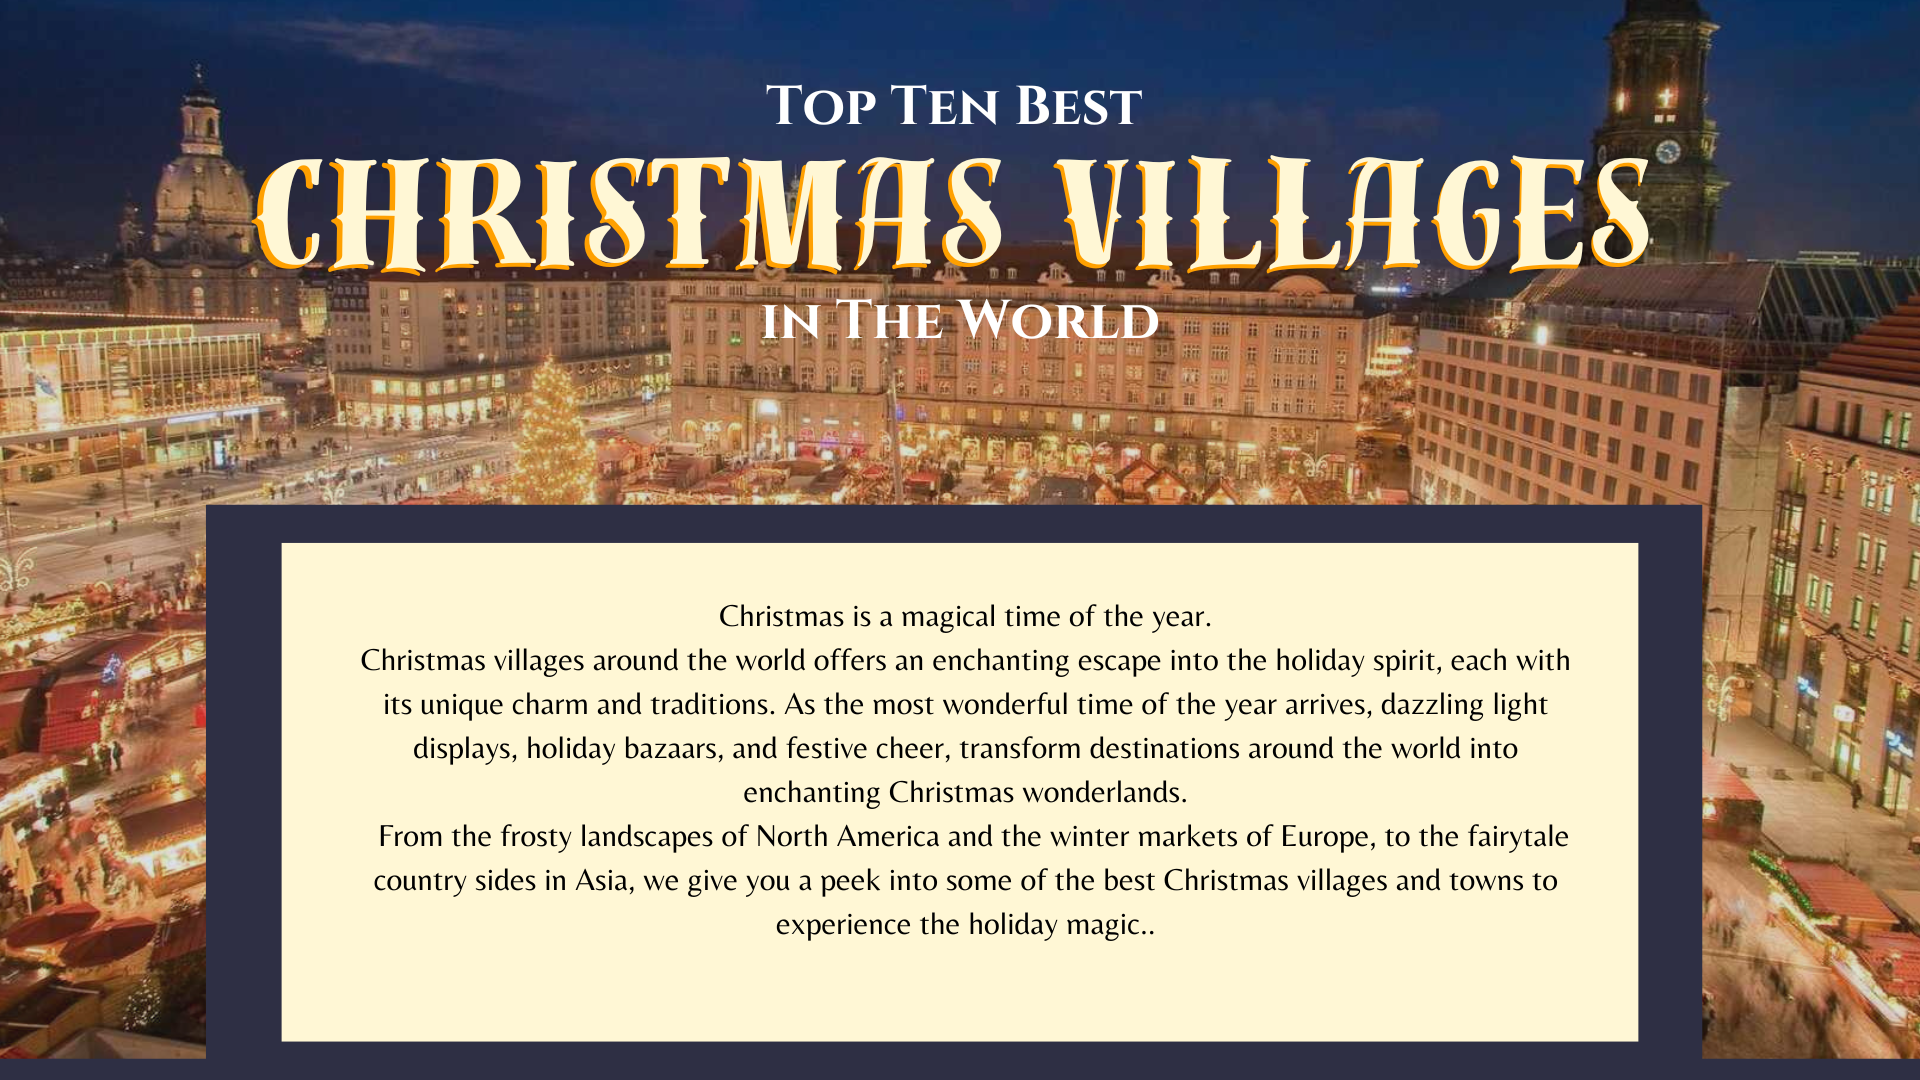 Top Ten Best
CHRISTMAS VILLAGES
in The World
Christmas is a magical time of the year.
Christmas villages around the world offers an enchanting escape into the holiday spirit, each with
its unique charm and traditions. As the most wonderful time of the year arrives, dazzling light
displays, holiday bazaars, and festive cheer, transform destinations around the world into
enchanting Christmas wonderlands.
From the frosty landscapes of North America and the winter markets of Europe, to the fairytale
country sides in Asia, we give you a peek into some of the best Christmas villages and towns to
experience the holiday magic..